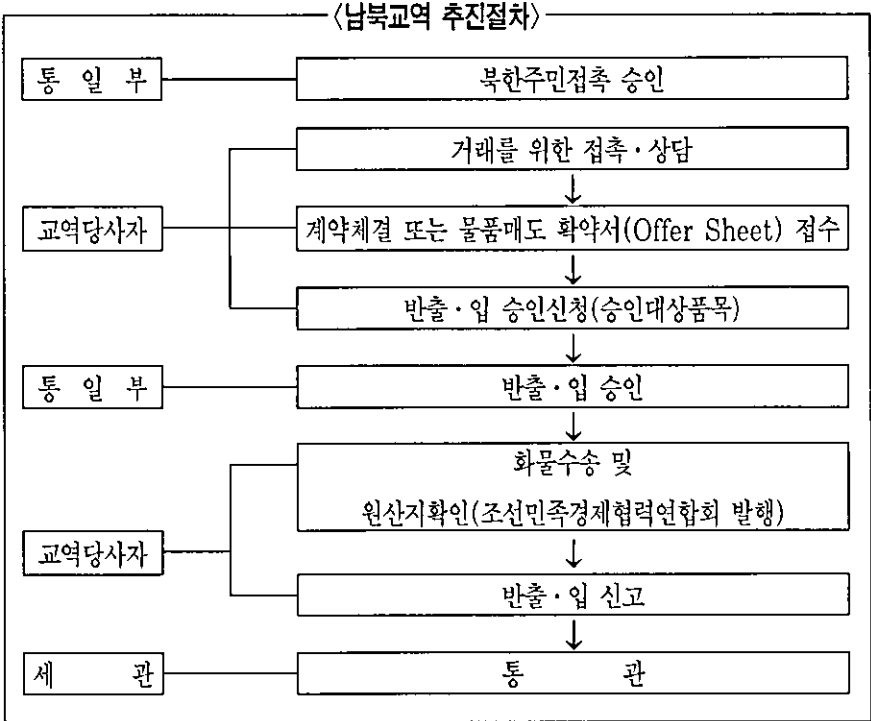 〈남북교역 추진절차〉
통 일 부
북한주민접촉 승인
거래를 위한 접촉·상담
교역당사자
계약체결 또는 물품매도 확약서(Offer Sheet) 접수
반출·입 승인신청(승인대상품목)
통 일 부
반출·입 승인
화물수송 및
원산지확인(조선민족경제협력연합회 발행)
교역당사자
반출·입 신고
세 관
통 관